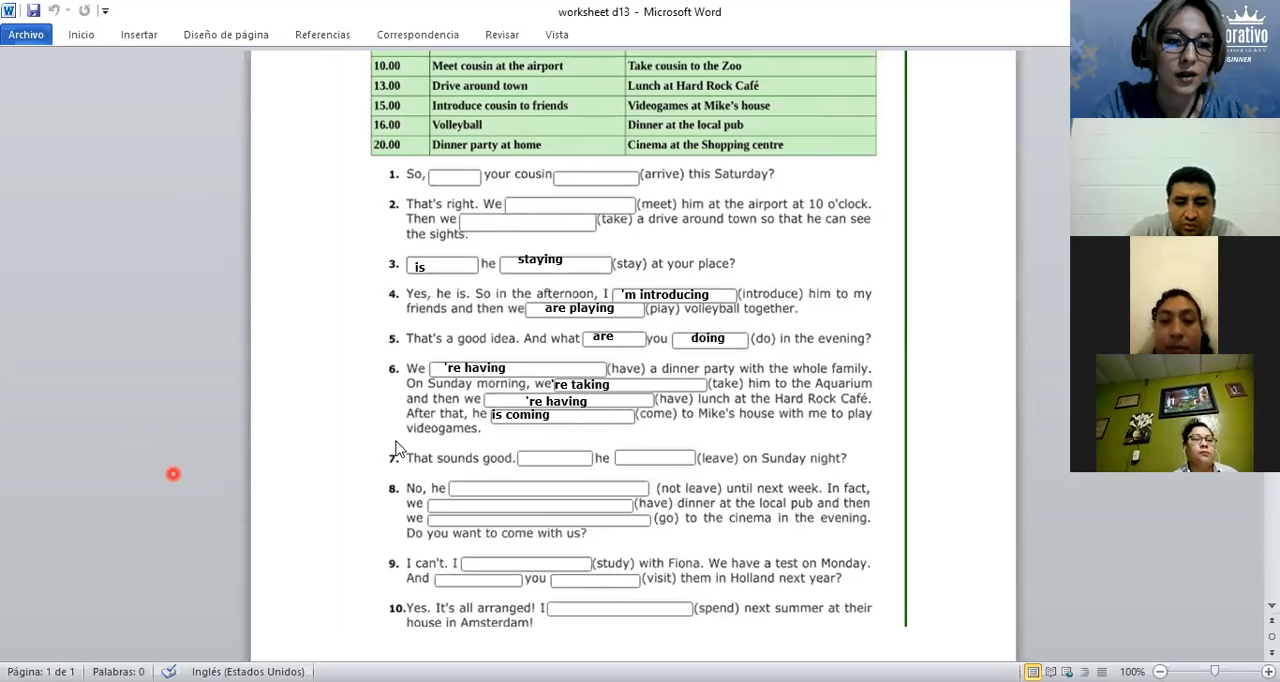 worksheet d13 - Microsoft Word
Archivo Inicio Insertar Diseño de página Referencias Correspondencia Revisar Vista
orativo
GINNER
10.00 Meet cousin at the airport Take cousin to the Zoo
13.00 Drive around town Lunch at Hard Rock Café
15.00 Introduce cousin to friends Videogames at Mike's house
16.00 Volleyball Dinner at the local pub
20.00 Dinner party at home Cinema at the Shopping centre
1. So, your cousin (arrive) this Saturday?
2. That's right. We (meet) him at the airport at 10 o'clock.
Then we (take) a drive around town so that he can see
the sights.
3. is he staying (stay) at your place?
4. Yes, he is. So in the afternoon, I 'm introducing (introduce) him to my
friends and then we are playing (play) volleyball together.
5. That's a good idea. And what are you doing (do) in the evening?
6. We 're having (have) a dinner party with the whole family.
On Sunday morning, we 're taking (take) him to the Aquarium
and then we 're having (have) lunch at the Hard Rock Café.
After that, he is coming (come) to Mike's house with me to play
videogames.
7. That sounds good. he (leave) on Sunday night?
8. No, he (not leave) until next week. In fact,
we (have) dinner at the local pub and then
we (go) to the cinema in the evening.
Do you want to come with us?
9. I can't. I (study) with Fiona. We have a test on Monday.
And you (visit) them in Holland next year?
10. Yes. It's all arranged! I (spend) next summer at their
house in Amsterdam!
Página: 1 de 1 Palabras: 0 Inglés (Estados Unidos) 100%